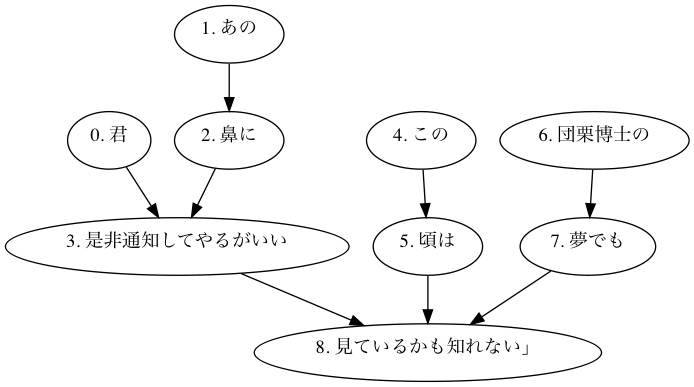 1. あの
0. 君
2. 鼻に
4. この
6. 団栗博士の
3. 是非通知してやるがいい
5. 頃は
7. 夢でも
8. 見ているかも知れない」